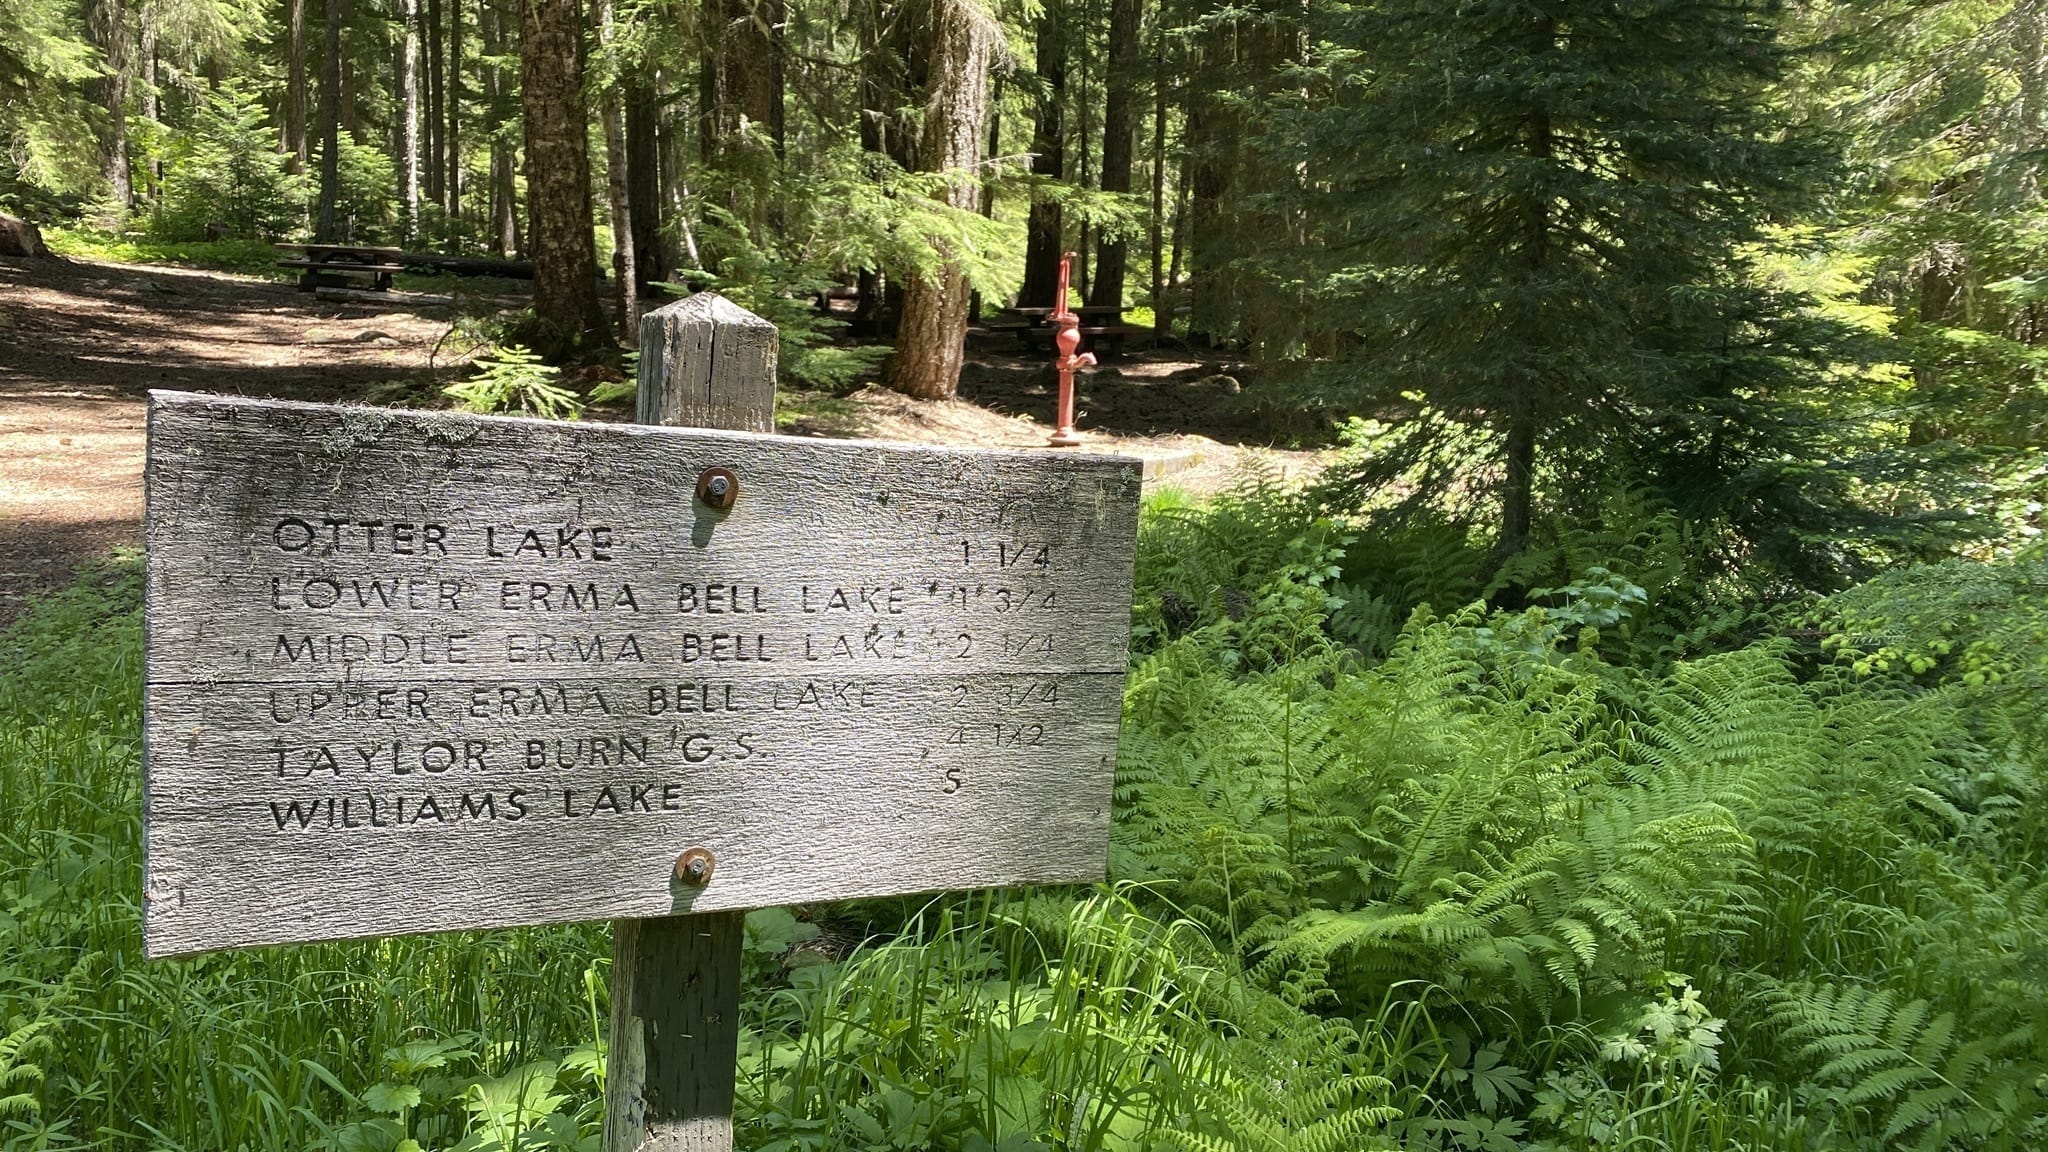 OTTER LAKE 1 1/4
LOWER ERMA BELL LAKE 1 3/4
MIDDLE ERMA BELL LAKE 2 1/4
UPPER ERMA BELL LAKE 2 3/4
TAYLOR BURN G.S. 4 1/2
WILLIAMS LAKE 5